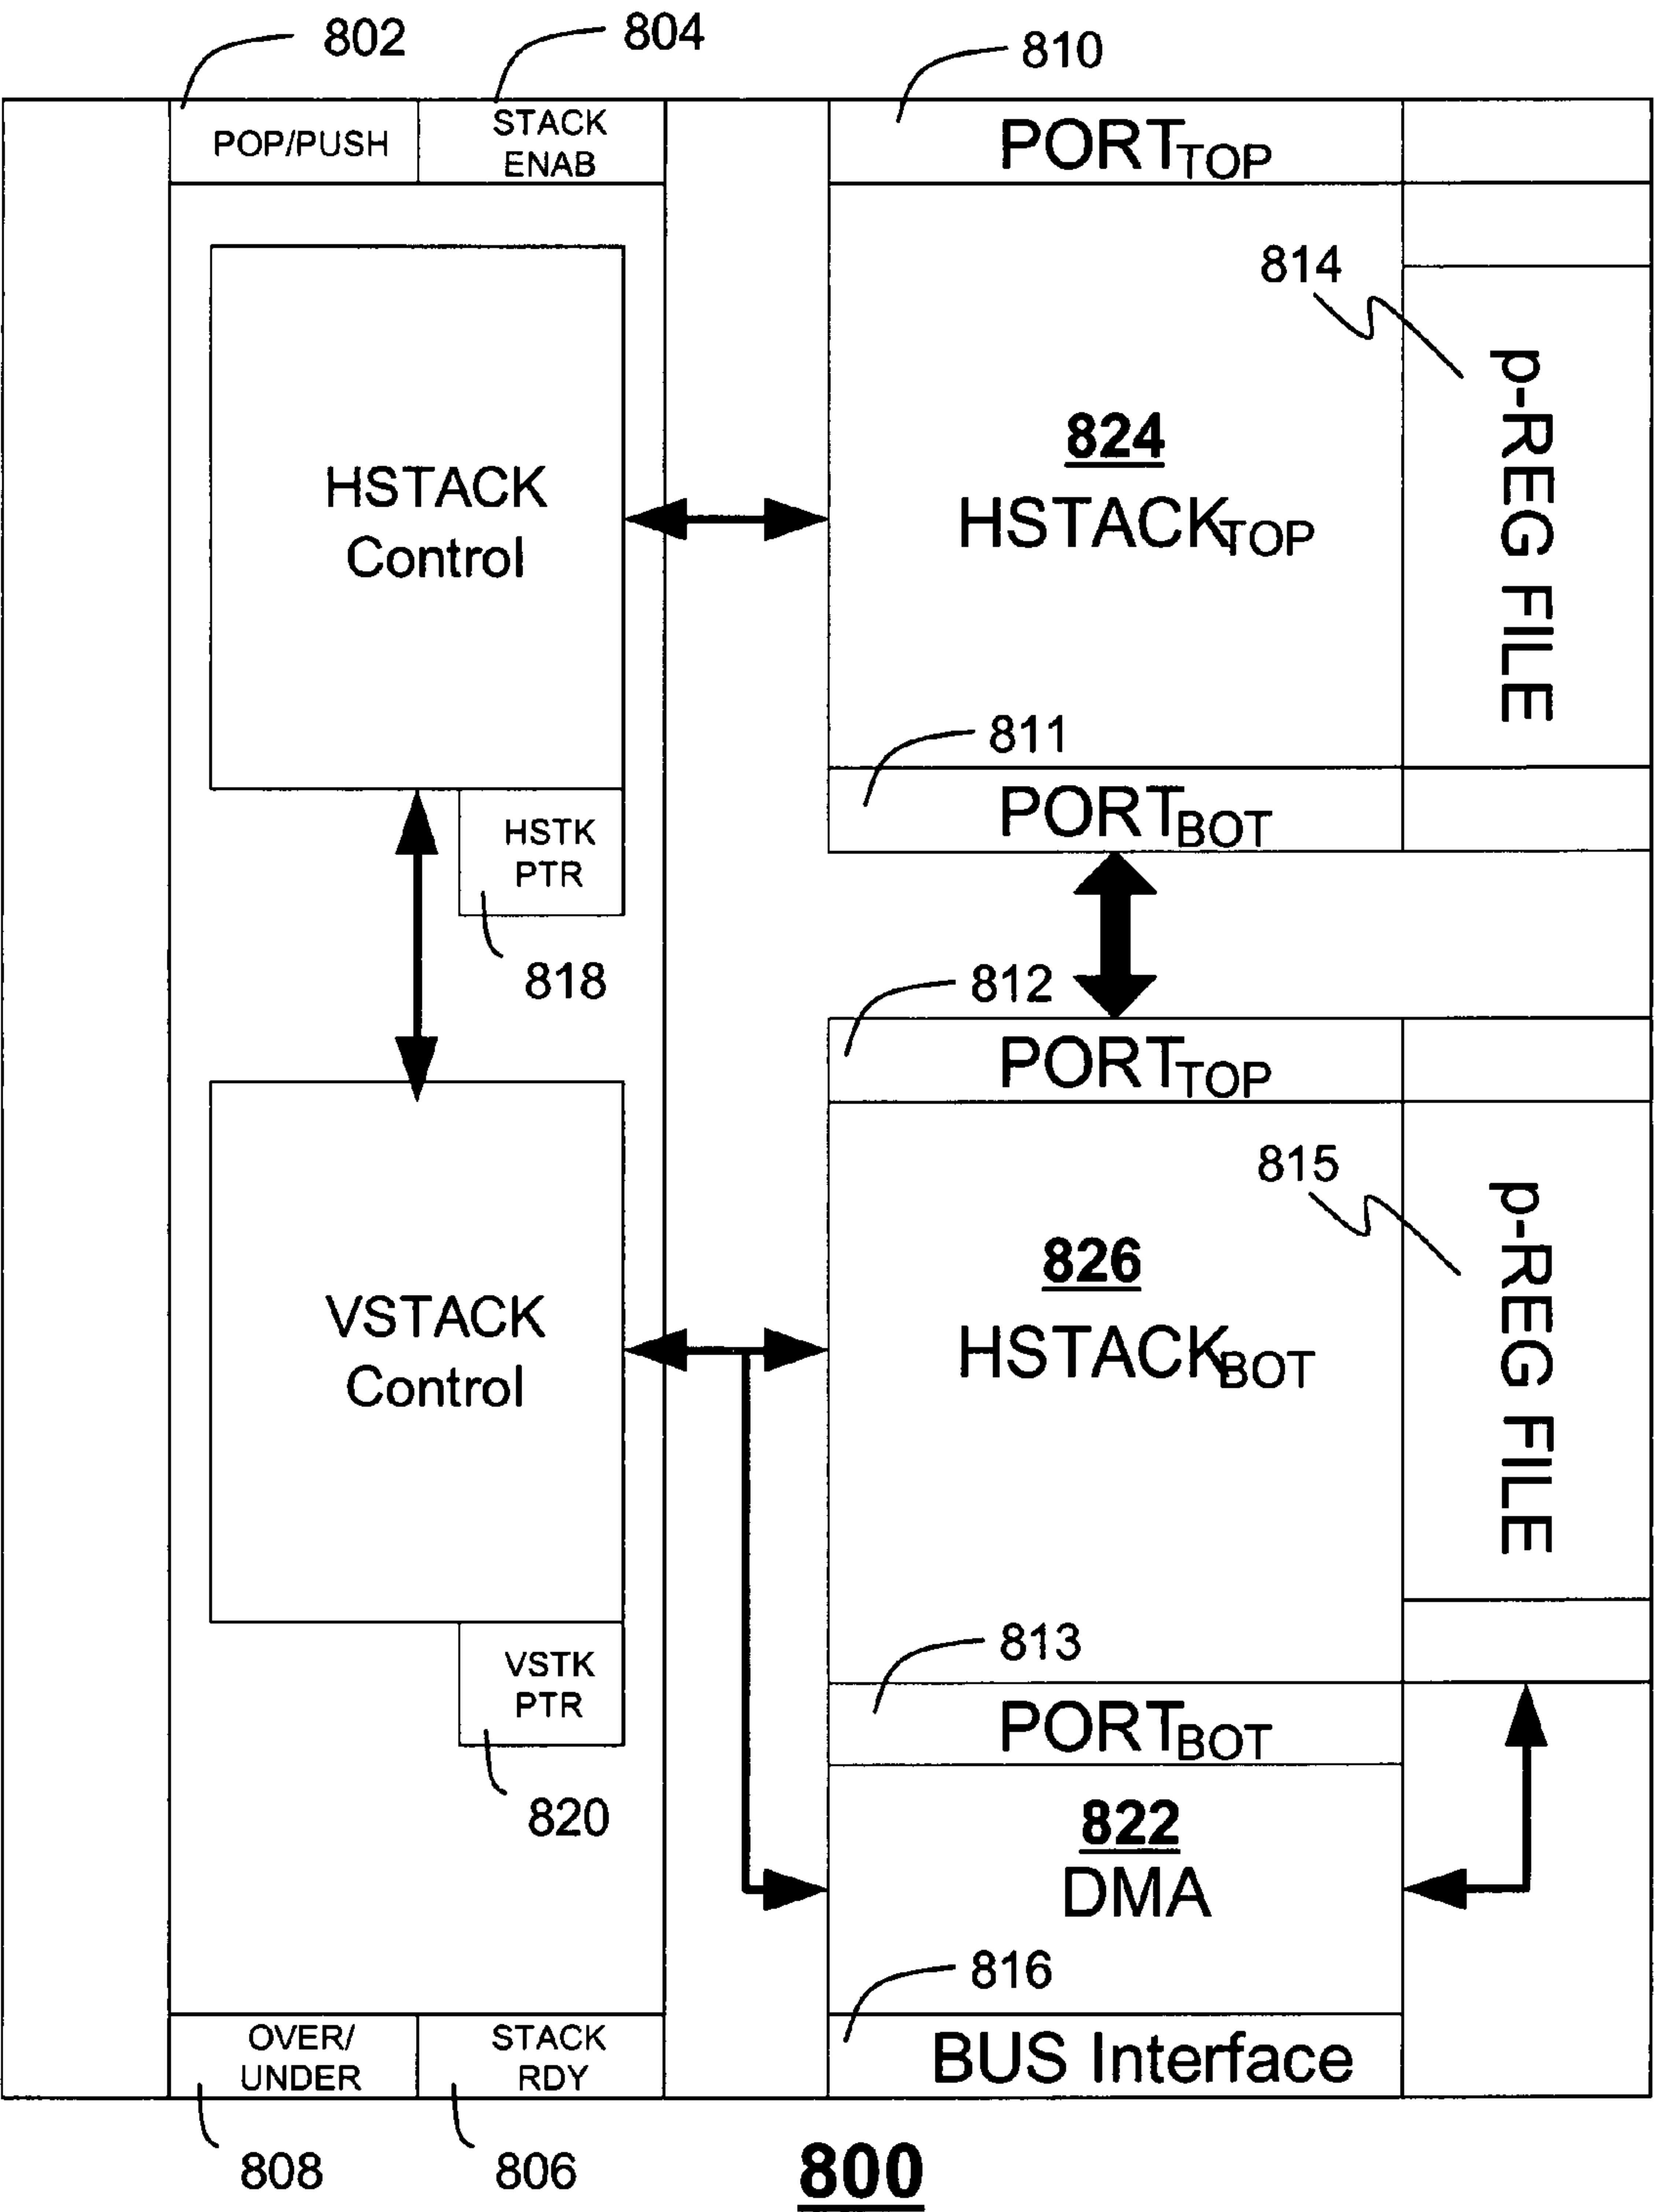 802
804
810
POP/PUSH
STACK
ENAB
PORTTOP
814
p-REG FILE
HSTACK
Control
824
HSTACKTOP
811
PORTBOT
HSTK
PTR
818
812
PORTTOP
815
p-REG FILE
VSTACK
Control
826
HSTACKBOT
813
PORTBOT
VSTK
PTR
820
822
DMA
816
BUS Interface
OVER/
UNDER
STACK
RDY
808
806
800